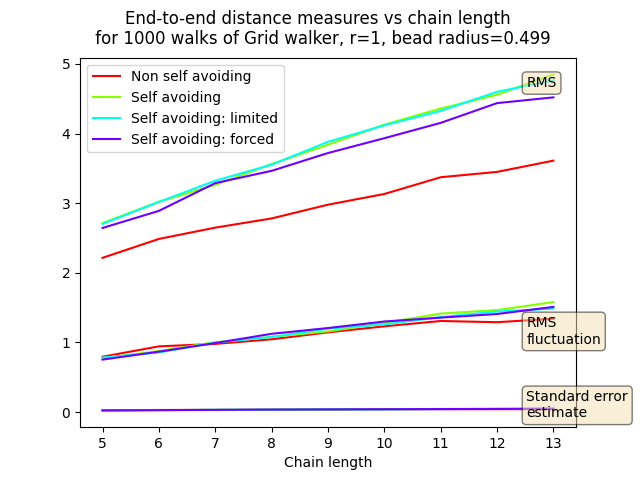 End-to-end distance measures vs chain length
for 1000 walks of Grid walker, r=1, bead radius=0.499
Non self avoiding
Self avoiding
Self avoiding: limited
Self avoiding: forced
RMS
RMS
fluctuation
Standard error
estimate
5
4
3
2
1
0
5 6 7 8 9 10 11 12 13
Chain length